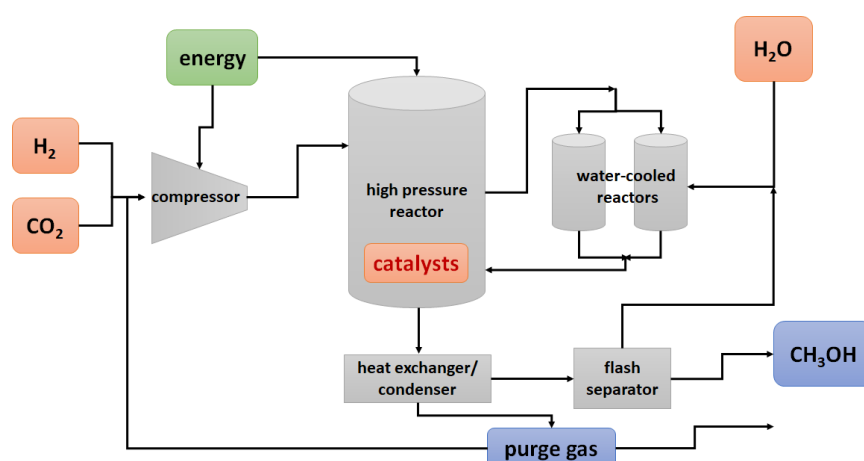 energy
H₂O
H₂
CO₂
compressor
high pressure
reactor
water-cooled
reactors
catalysts
heat exchanger/
condenser
flash
separator
CH₃OH
purge gas